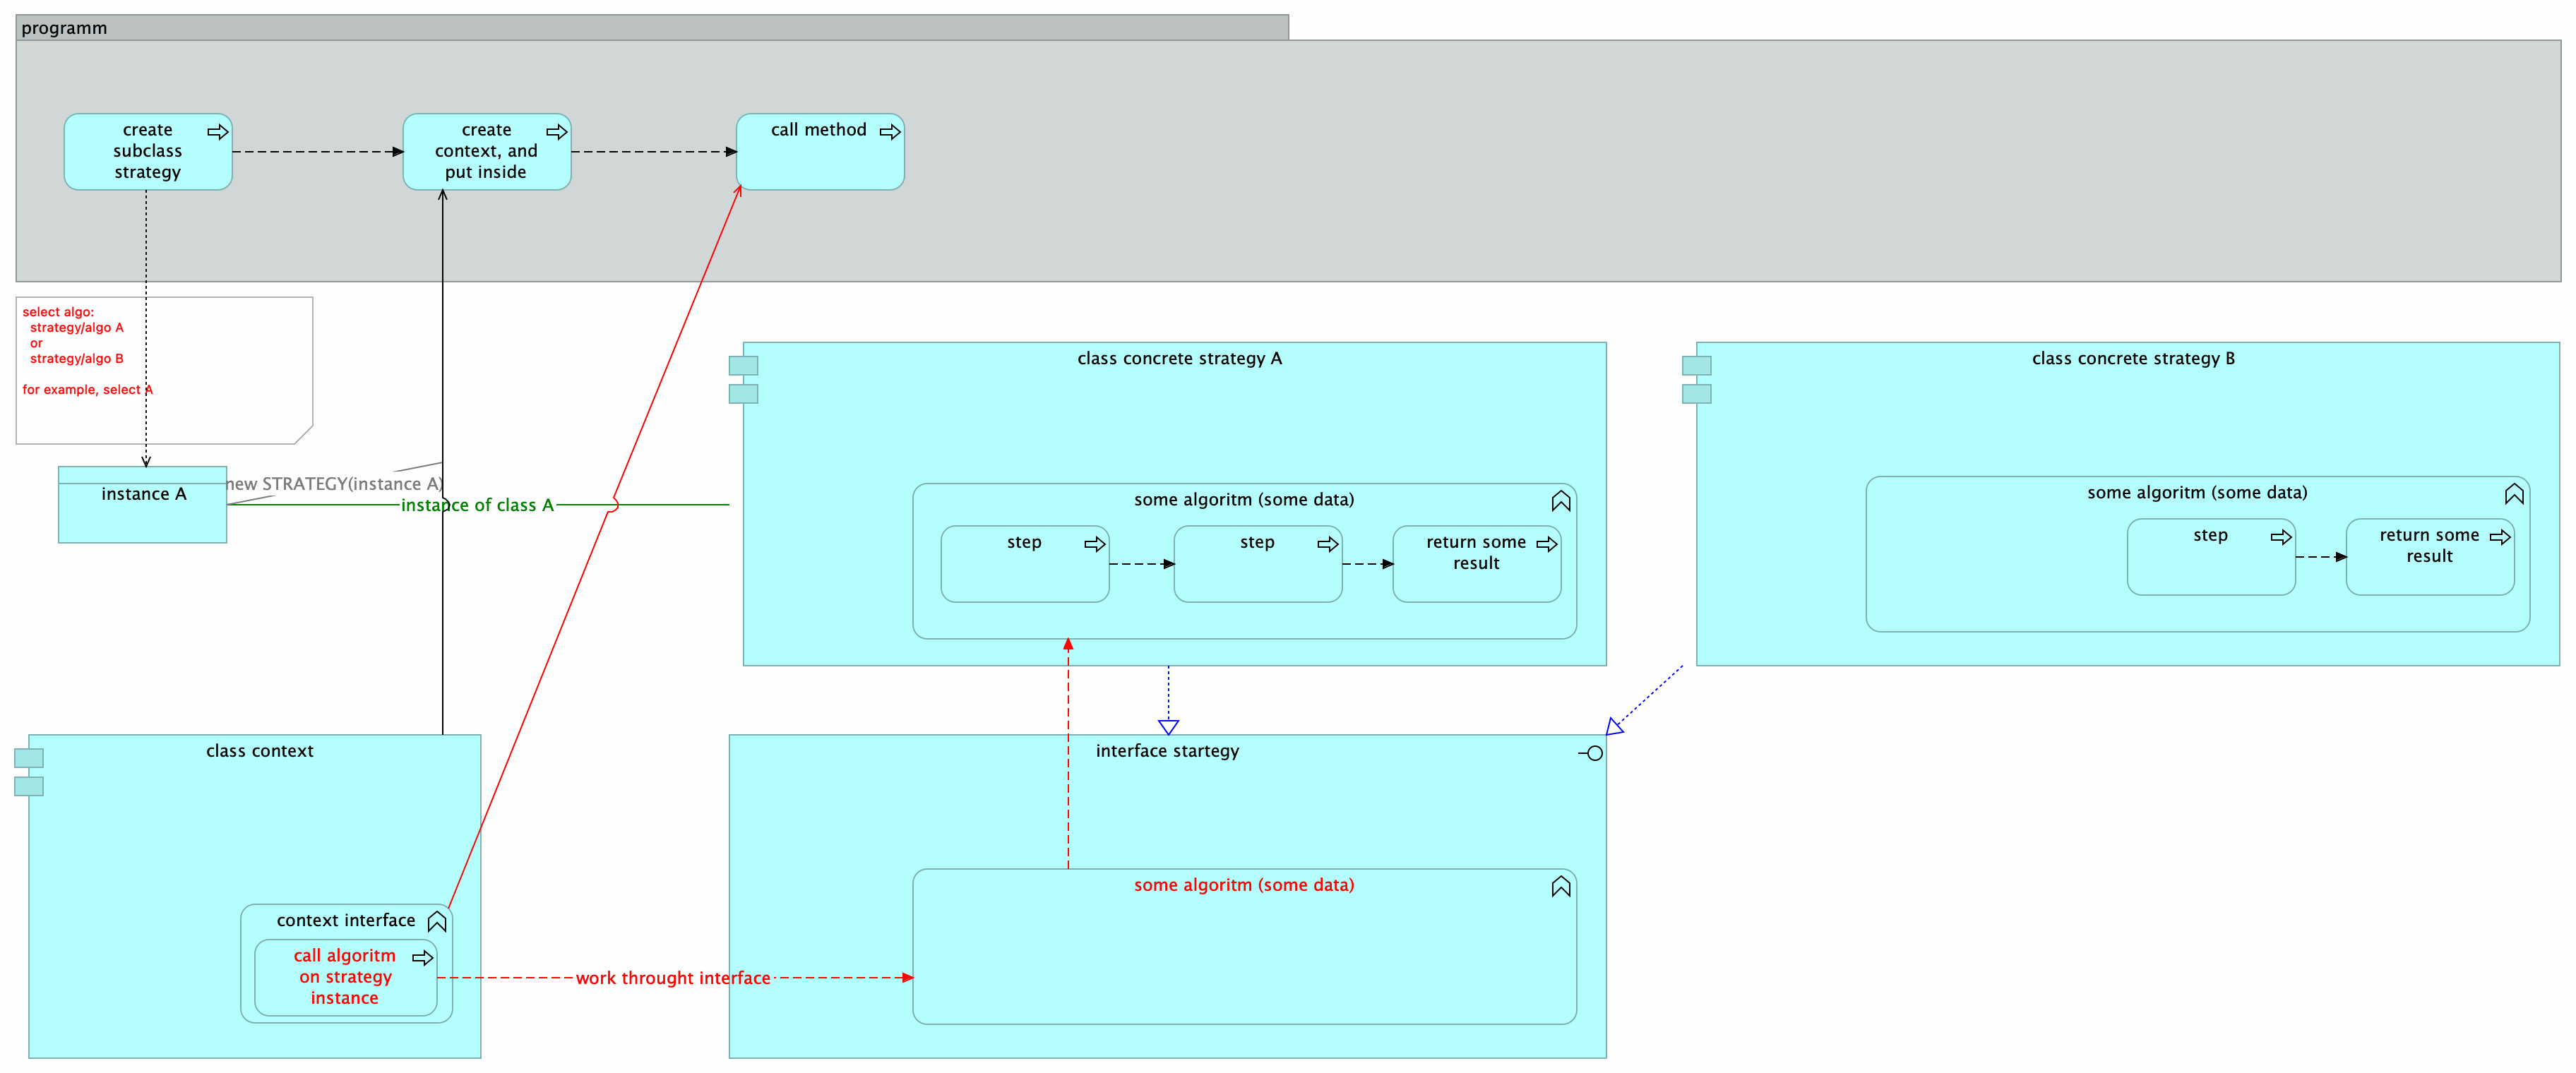 programm
create
subclass
strategy
create
context, and
put inside
call method
select algo:
strategy/algo A
or
strategy/algo B
for example, select A
class concrete strategy A
class concrete strategy B
instance A
new STRATEGY(instance A)
instance of class A
some algoritm (some data)
step
step
return some
result
some algoritm (some data)
step
return some
result
class context
interface startegy
context interface
call algoritm
on strategy
instance
work throught interface
some algoritm (some data)